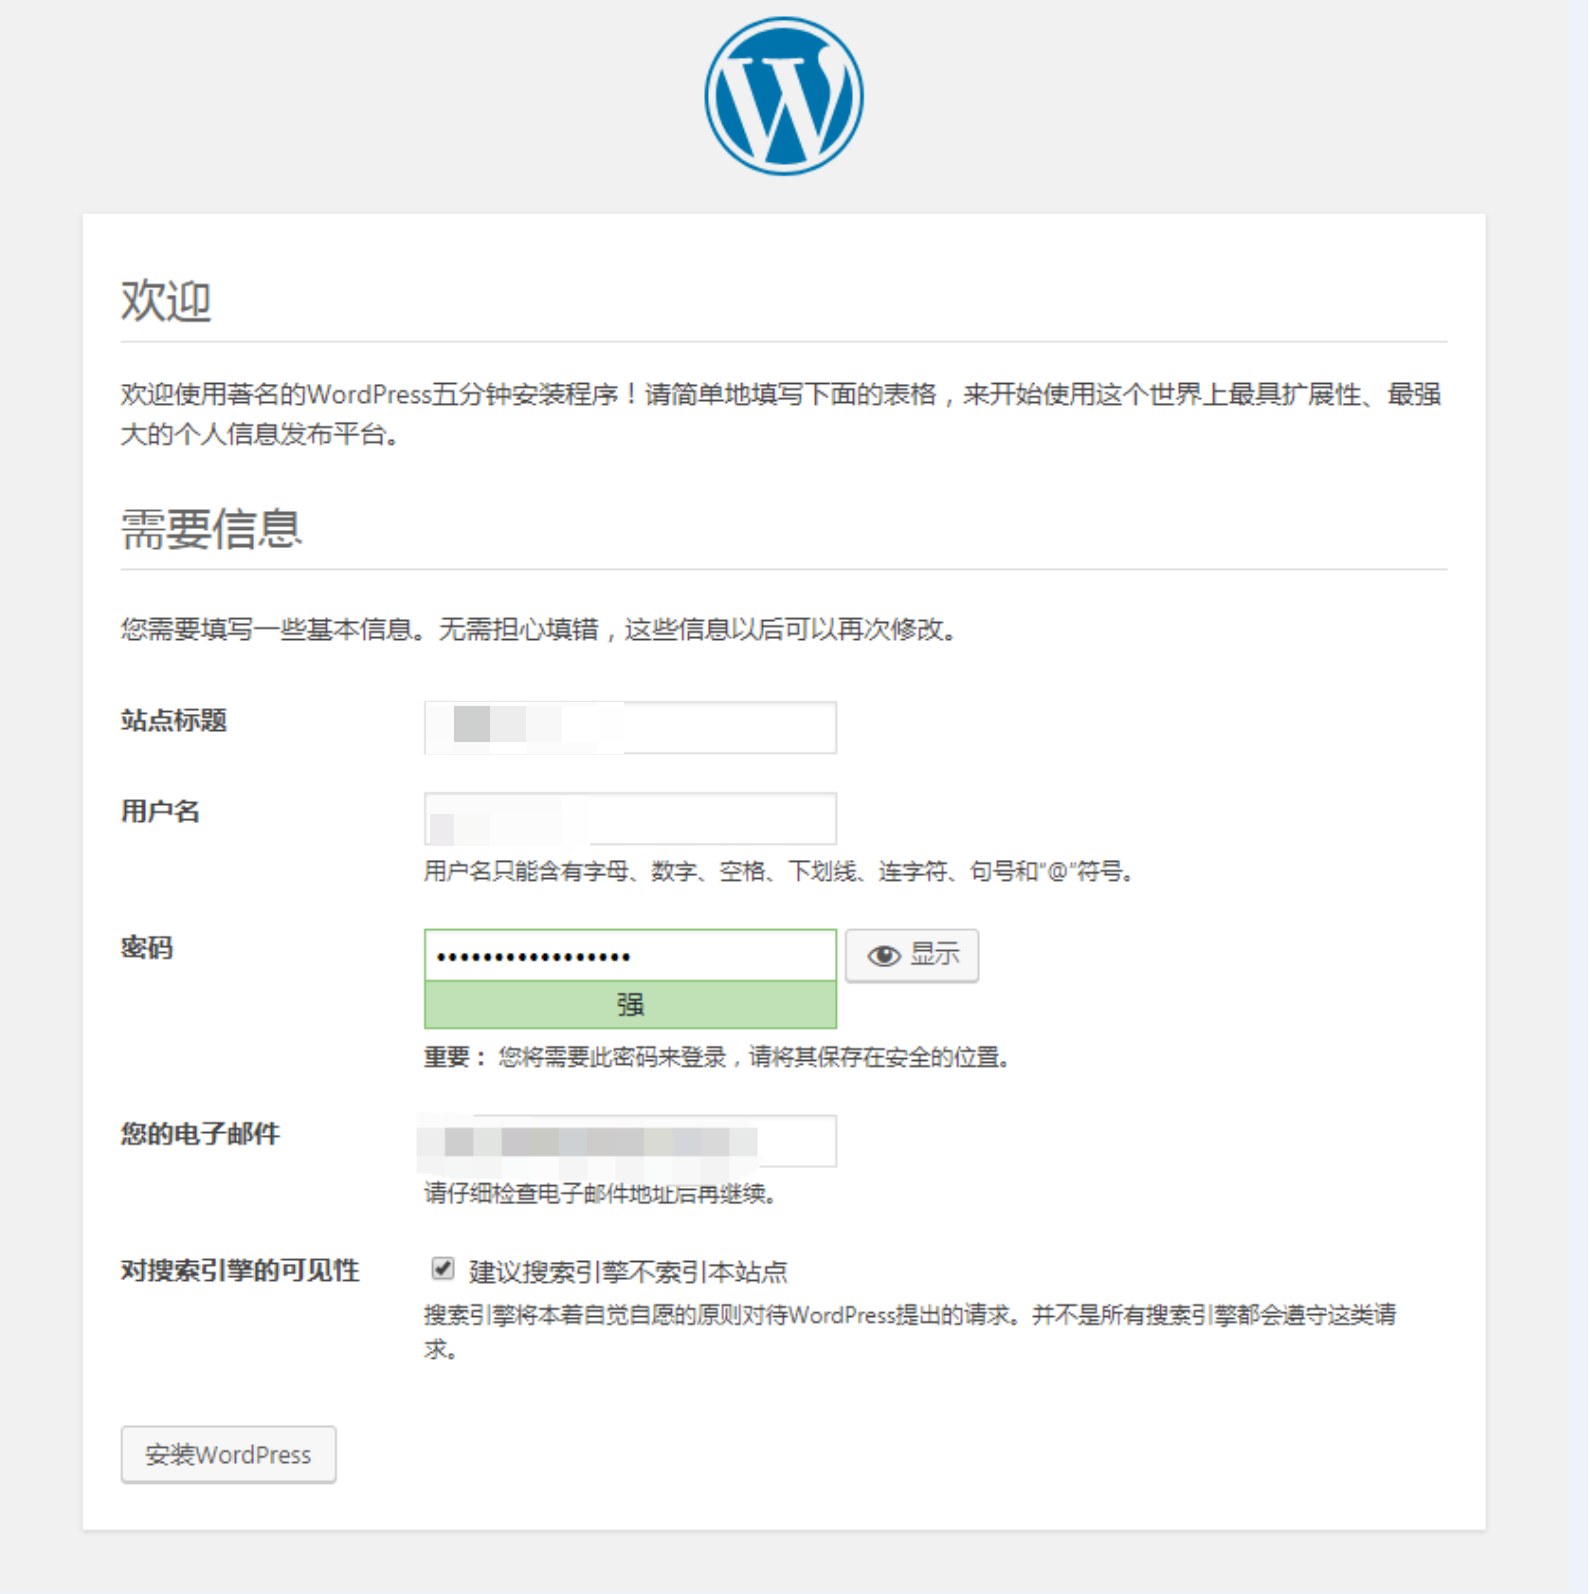 欢迎
欢迎使用著名的WordPress五分钟安装程序！请简单地填写下面的表格，来开始使用这个世界上最具扩展性、最强
大的个人信息发布平台。
需要信息
您需要填写一些基本信息。无需担心填错，这些信息以后可以再次修改。
站点标题
用户名
用户名只能含有字母、数字、空格、下划线、连字符、句号和“@”符号。
密码
显示
强
重要： 您将需要此密码来登录，请将其保存在安全的位置。
您的电子邮件
请仔细检查电子邮件地址后再继续。
对搜索引擎的可见性
建议搜索引擎不索引本站点
搜索引擎将本着自觉自愿的原则对待WordPress提出的请求。并不是所有搜索引擎都会遵守这类请
求。
安装WordPress